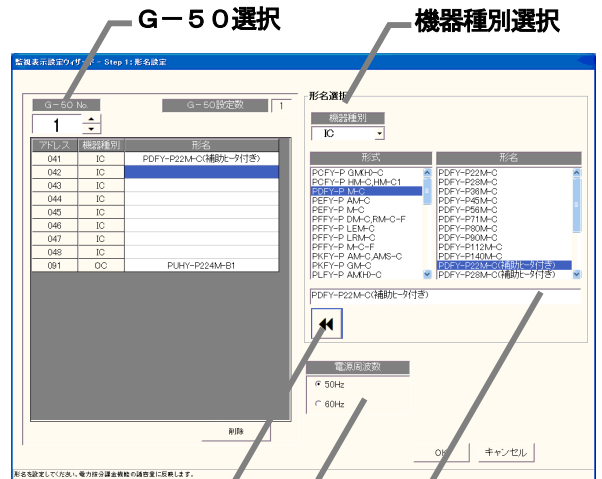 G－50選択
機器種別選択
監視表示設定ウィザード - Step 1: 形名設定
G－50 No.
G－50設定数
1
1
アドレス 機器種別 形名
041 IC PDFY-P22M-C(補助ヒータ付き)
042 IC
043 IC
044 IC
045 IC
046 IC
047 IC
048 IC
091 OC PUHY-P224M-B1
削除
形名選択
機器種別
IC
形式
PCFY-P GM(H)-C
PCFY-P HM-C,HM-C1
PDFY-P M-C
PEFY-P AM-C
PEFY-P M-C
PFFY-P DM-C,RM-C-F
PFFY-P LEM-C
PFFY-P LRM-C
PFFY-P M-C-F
PKFY-P AM-C,AMS-C
PKFY-P GM-C
PLFY-P AM(H)-C
形名
PDFY-P22M-C
PDFY-P28M-C
PDFY-P36M-C
PDFY-P45M-C
PDFY-P56M-C
PDFY-P71M-C
PDFY-P80M-C
PDFY-P90M-C
PDFY-P112M-C
PDFY-P140M-C
PDFY-P22M-C(補助ヒータ付き)
PDFY-P28M-C(補助ヒータ付き)
PDFY-P22M-C(補助ヒータ付き)
電源周波数
50Hz
60Hz
OK キャンセル
形名を設定してください。電力按分課金機能の諸容量に反映します。